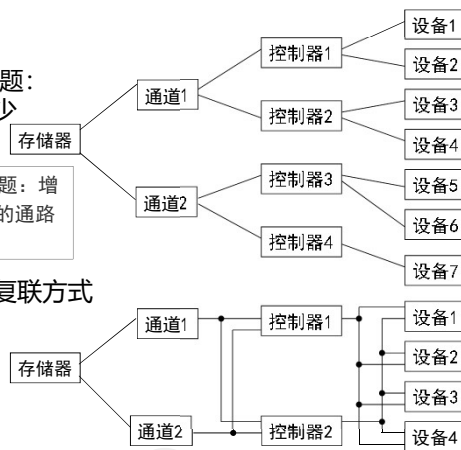 题：
少
存储器
题：增
的通路
通道1
通道2
控制器1
控制器2
控制器3
控制器4
设备1
设备2
设备3
设备4
设备5
设备6
设备7
复联方式
存储器
通道1
通道2
控制器1
控制器2
设备1
设备2
设备3
设备4